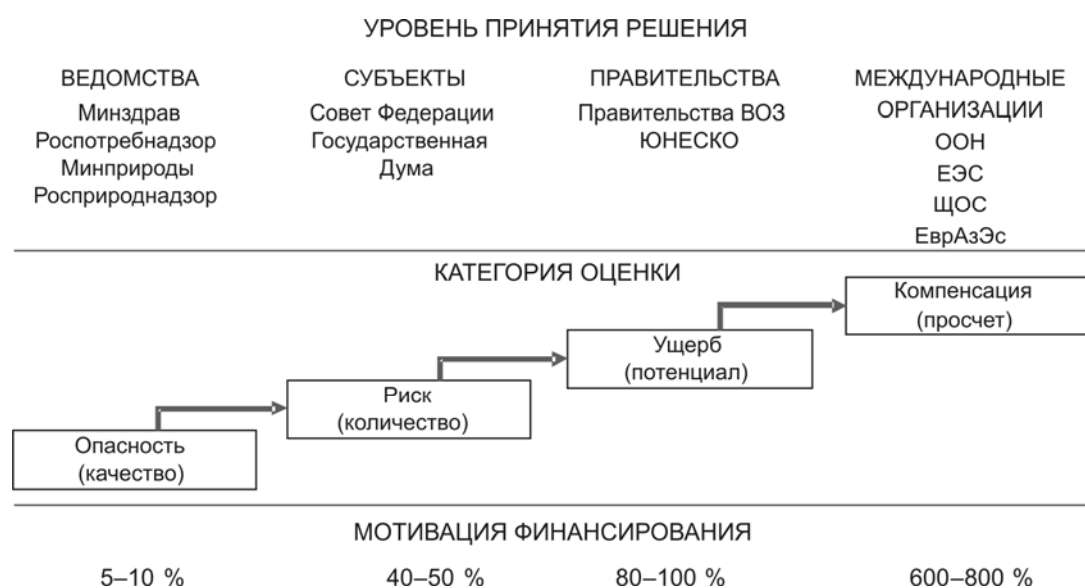 УРОВЕНЬ ПРИНЯТИЯ РЕШЕНИЯ
ВЕДОМСТВА
Минздрав
Роспотребнадзор
Минприроды
Росприроднадзор
СУБЪЕКТЫ
Совет Федерации
Государственная
Дума
ПРАВИТЕЛЬСТВА
Правительства ВОЗ
ЮНЕСКО
МЕЖДУНАРОДНЫЕ
ОРГАНИЗАЦИИ
ООН
ЕЭС
ЩОС
ЕврАзЭс
КАТЕГОРИЯ ОЦЕНКИ
Опасность
(качество)
Риск
(количество)
Ущерб
(потенциал)
Компенсация
(просчет)
МОТИВАЦИЯ ФИНАНСИРОВАНИЯ
5–10 %
40–50 %
80–100 %
600–800 %